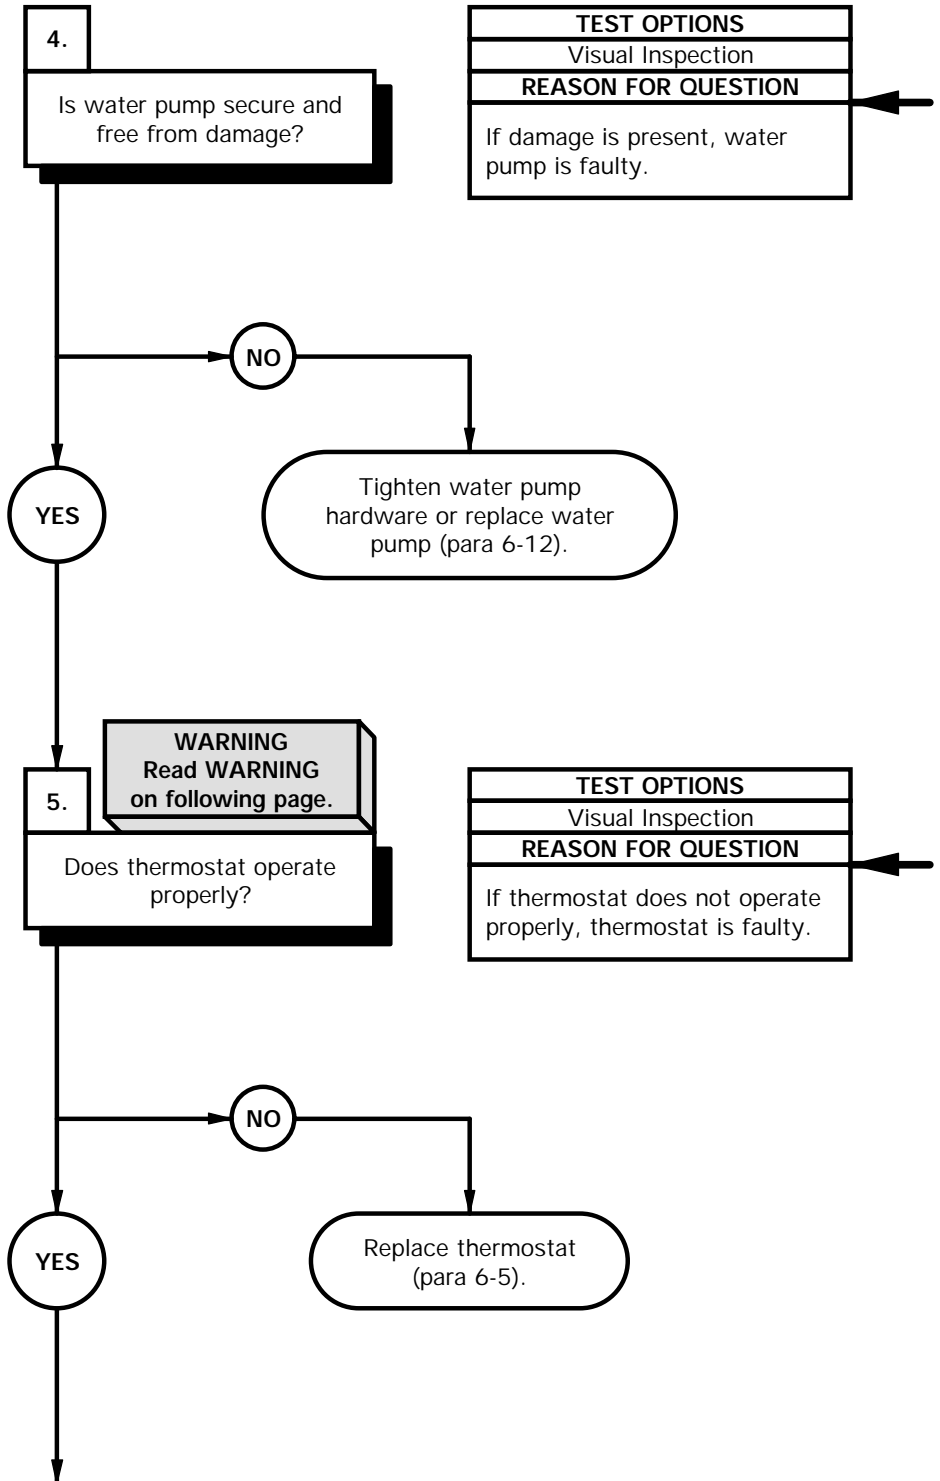 4.
Is water pump secure and
free from damage?
TEST OPTIONS
Visual Inspection
REASON FOR QUESTION
If damage is present, water
pump is faulty.
NO
YES
Tighten water pump
hardware or replace water
pump (para 6-12).
WARNING
Read WARNING
on following page.
5.
Does thermostat operate
properly?
TEST OPTIONS
Visual Inspection
REASON FOR QUESTION
If thermostat does not operate
properly, thermostat is faulty.
NO
YES
Replace thermostat
(para 6-5).